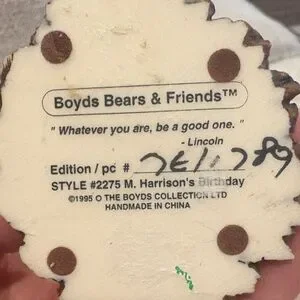 Boyds Bears & Friends™
" Whatever you are, be a good one. "
- Lincoln
Edition / pc #
STYLE #2275 M. Harrison's Birthday
©1995 THE BOYDS COLLECTION LTD
HANDMADE IN CHINA